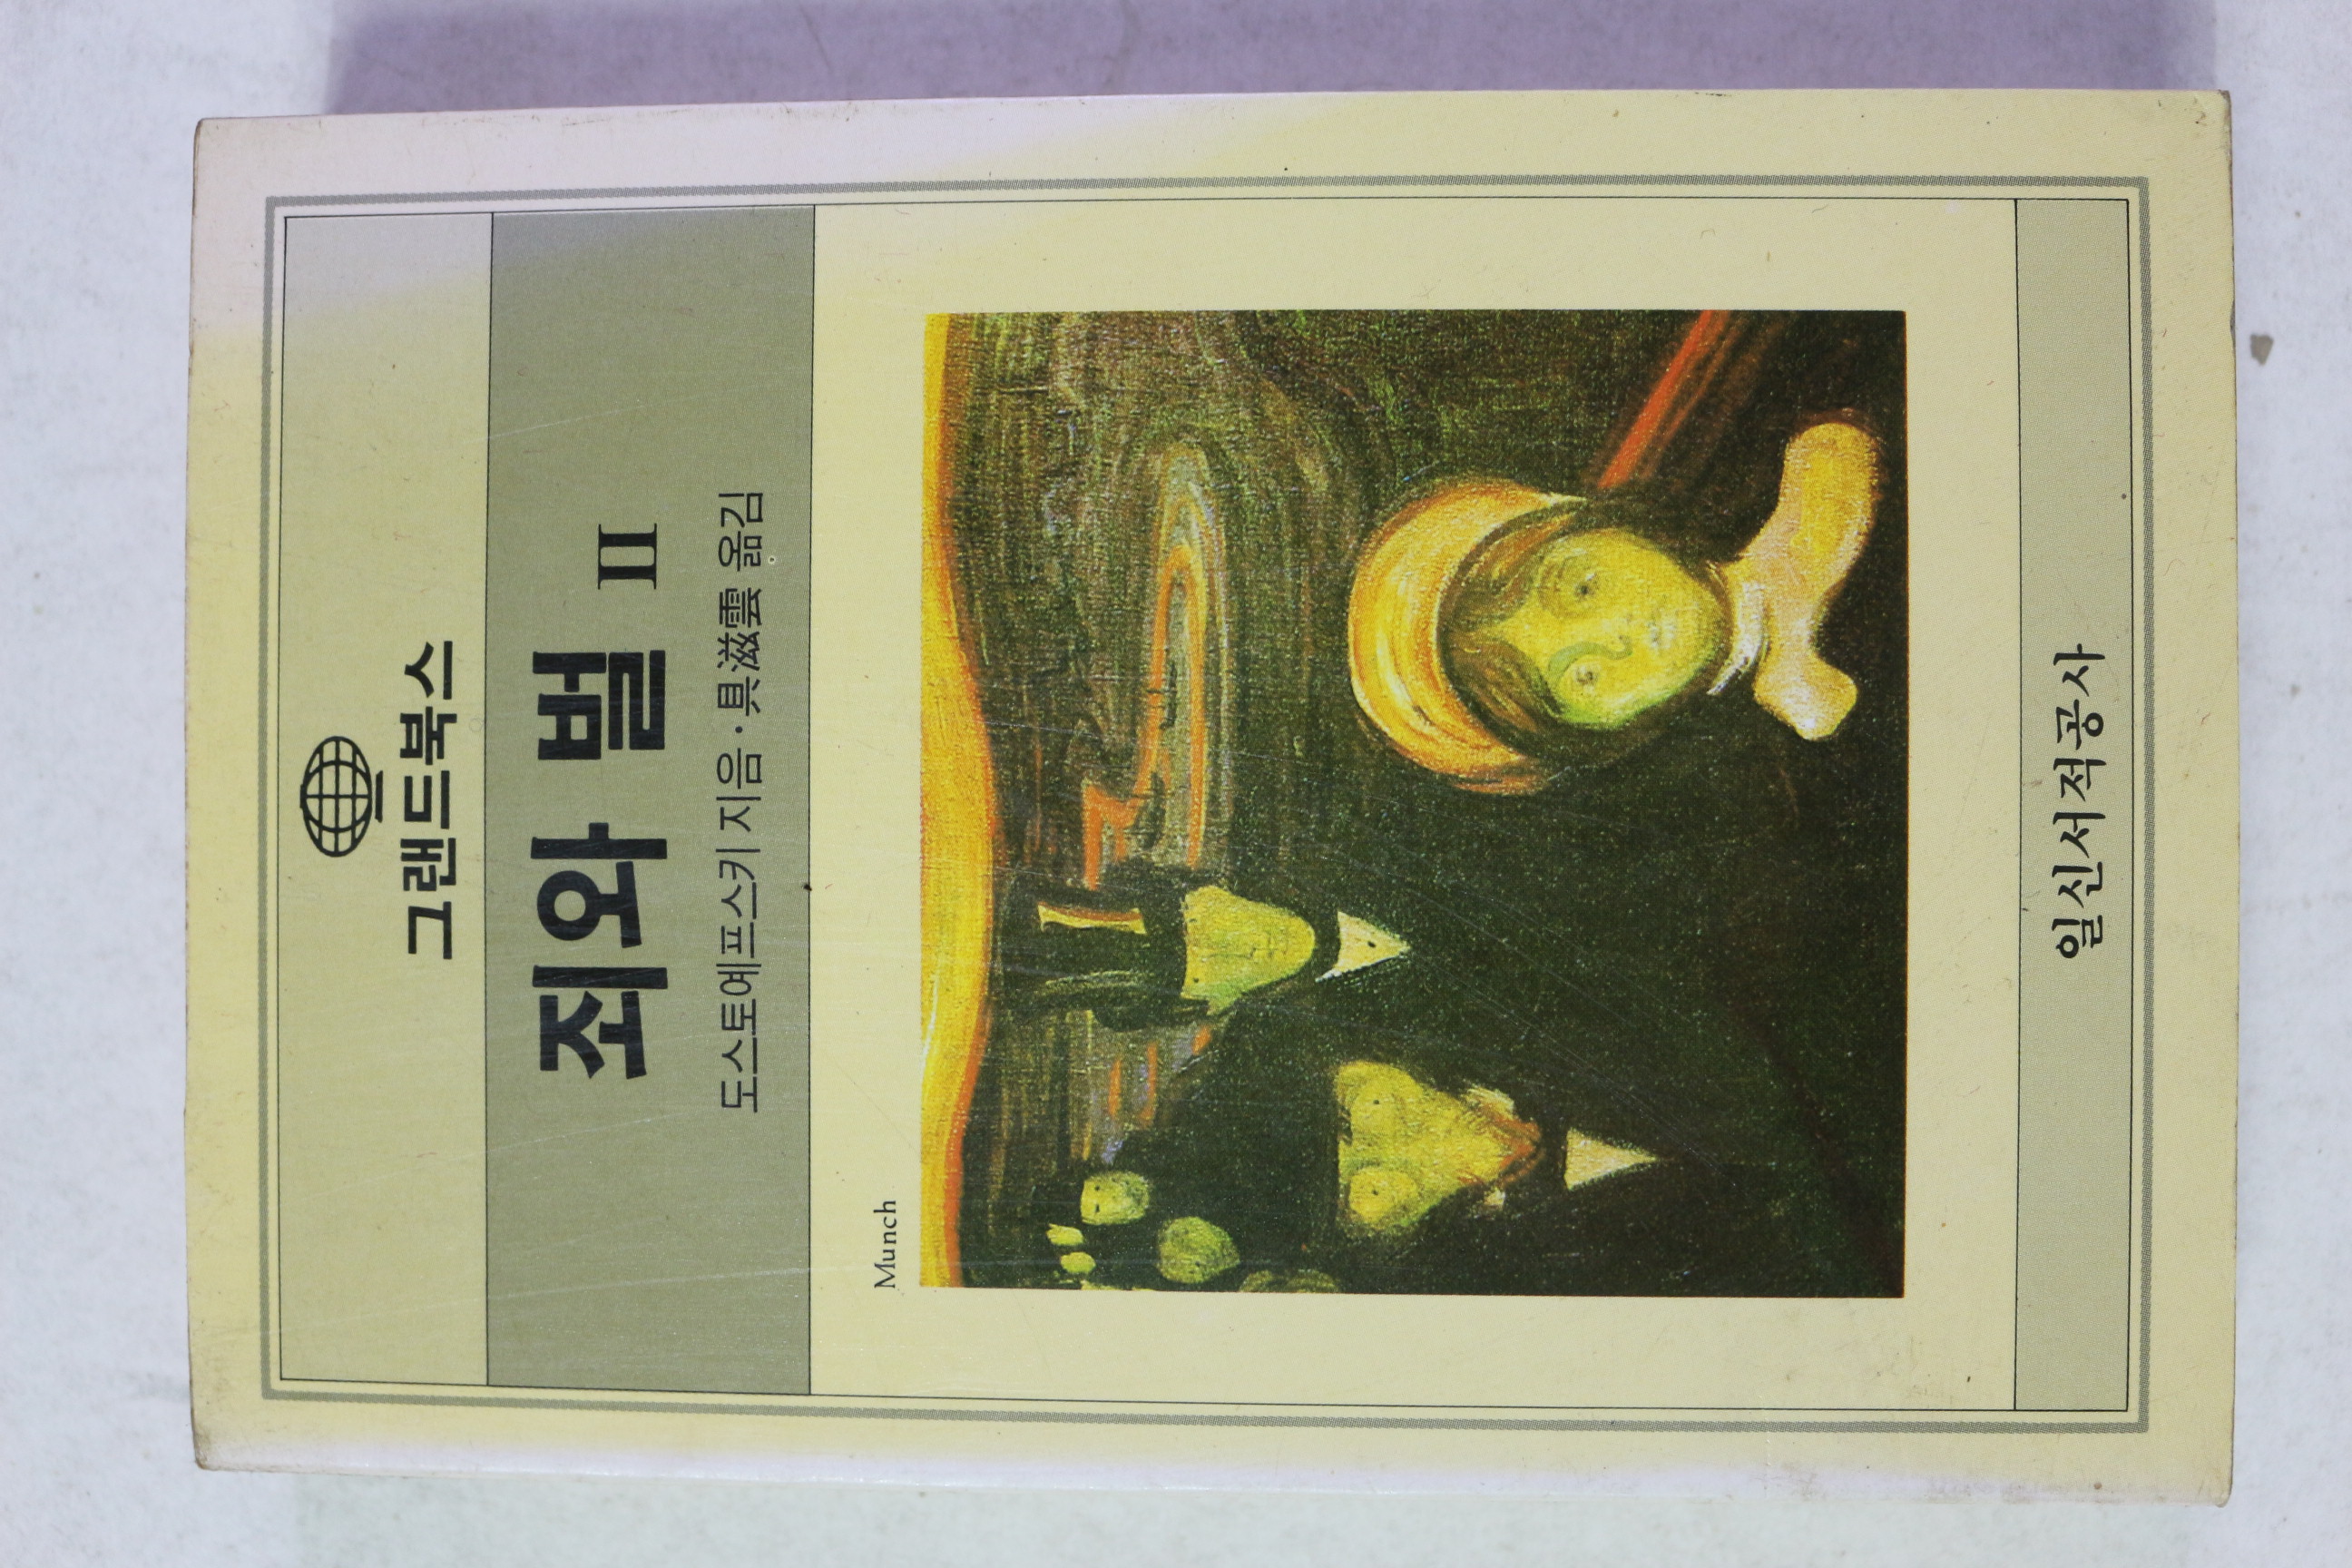 그랜드북스
죄와 벌 II
도스토예프스키 지음·具滋雲 옮김
Munch
일신서적공사